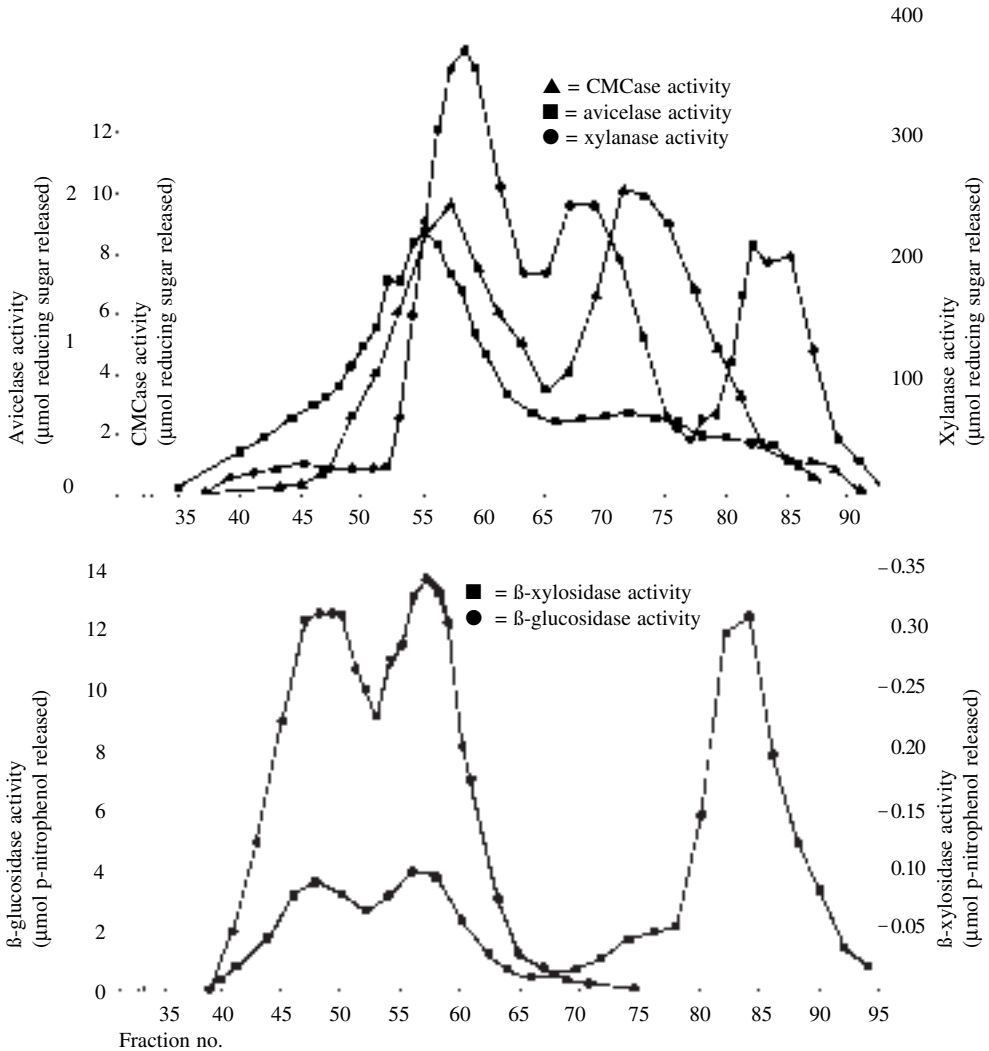 400
▲ = CMCase activity
■ = avicelase activity
● = xylanase activity
12
300
2
10
8
200
6
1
4
100
2
0
Avicelase activity
(µmol reducing sugar released)
CMCase activity
(µmol reducing sugar released)
Xylanase activity
(µmol reducing sugar released)
35 40 45 50 55 60 65 70 75 80 85 90
14
0.35
■ = ß-xylosidase activity
● = ß-glucosidase activity
12
0.30
10
0.25
8
0.20
6
0.15
4
0.10
2
0.05
0
ß-glucosidase activity
(µmol p-nitrophenol released)
ß-xylosidase activity
(µmol p-nitrophenol released)
35 40 45 50 55 60 65 70 80 85 90 95
Fraction no.